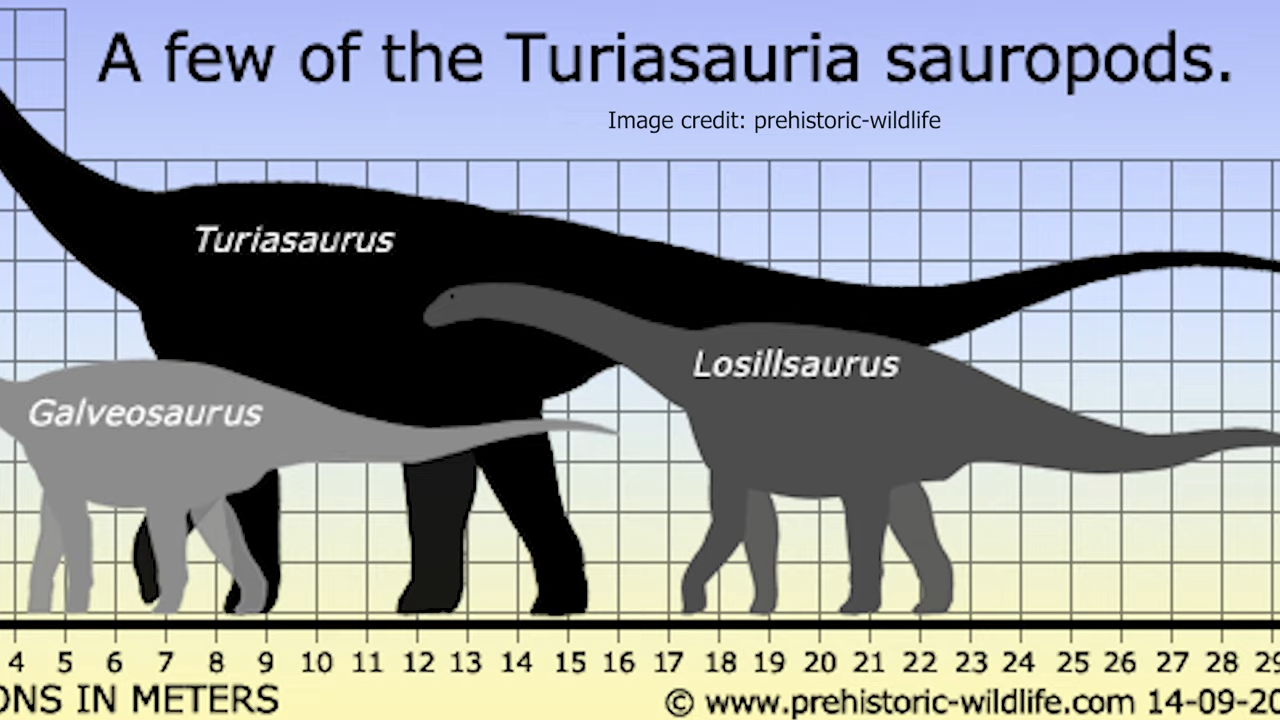 A few of the Turiasauria sauropods.
Image credit: prehistoric-wildlife
Turiasaurus
Losillsaurus
Galveosaurus
4 5 6 7 8 9 10 11 12 13 14 15 16 17 18 19 20 21 22 23 24 25 26 27 28 29
ONS IN METERS
© www.prehistoric-wildlife.com 14-09-20